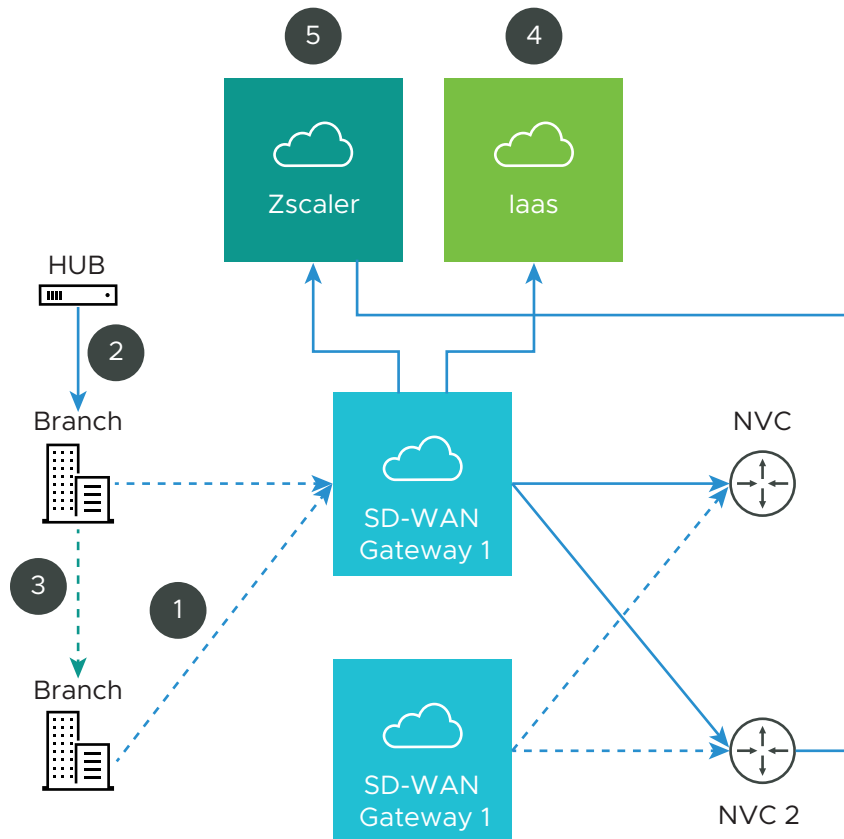 5
4
Zscaler
Iaas
HUB
2
Branch
NVC
SD-WAN
Gateway 1
3
1
Branch
SD-WAN
Gateway 1
NVC 2